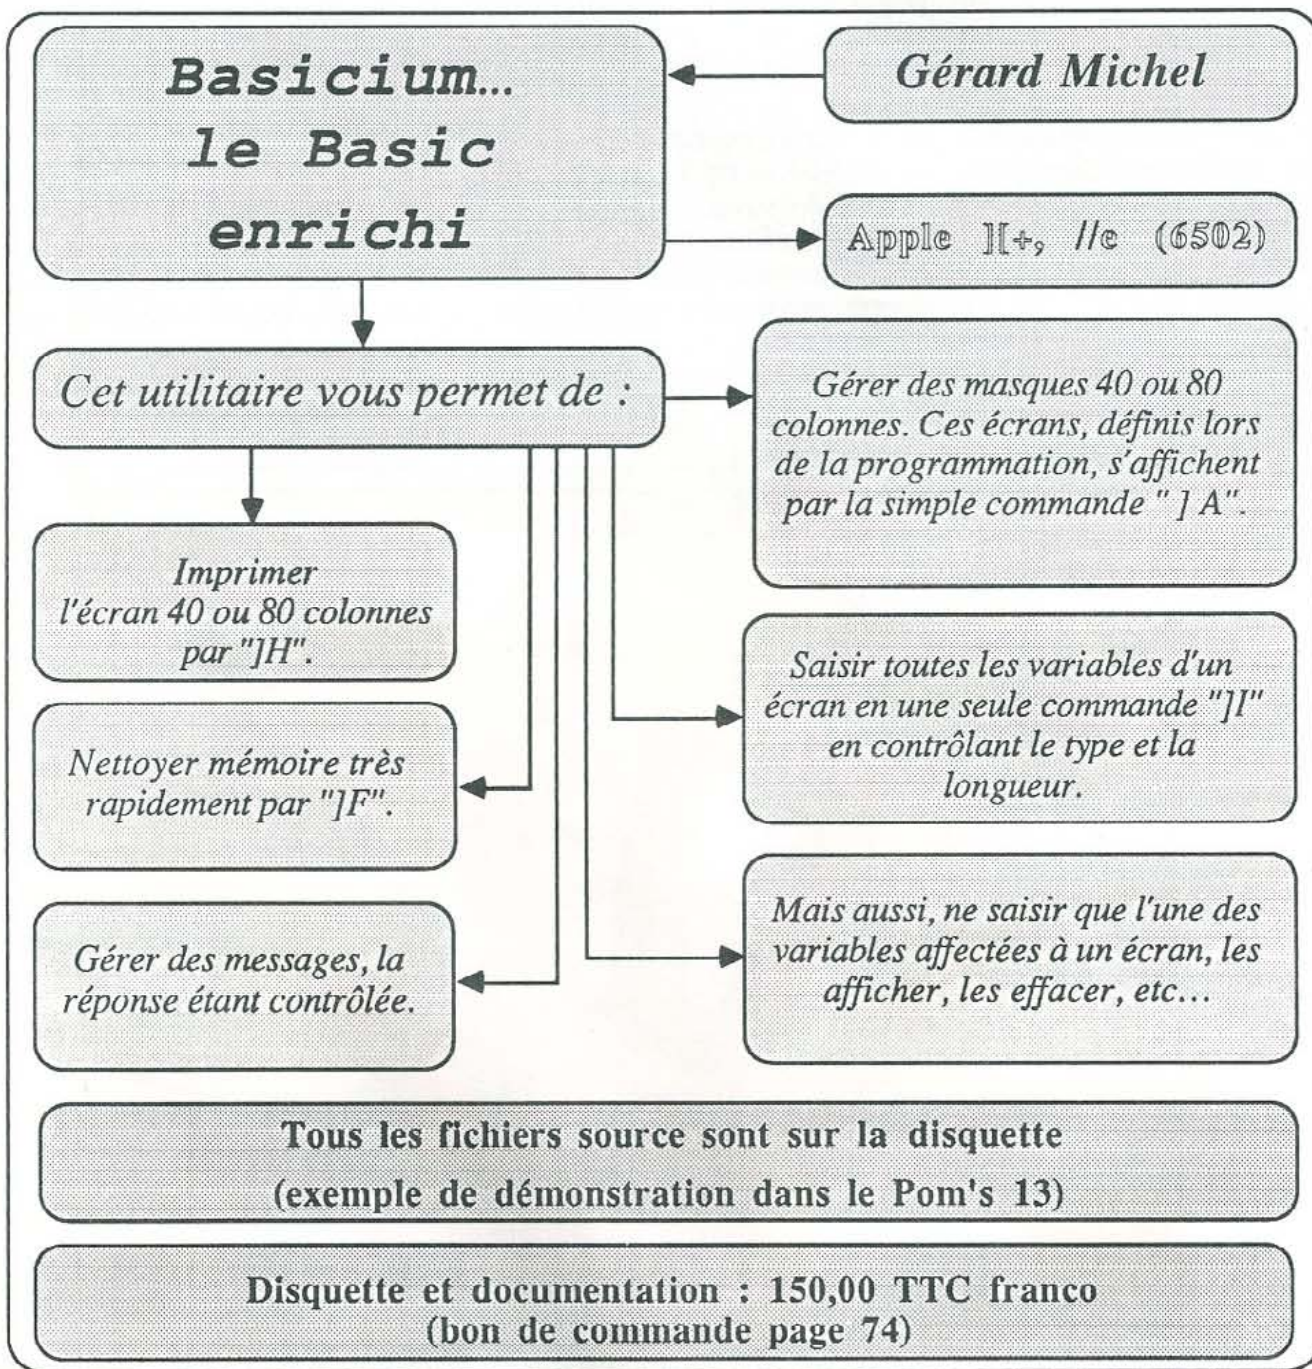 Basicium...
le Basic
enrichi
Gérard Michel
Apple ][+, //e (6502)
Cet utilitaire vous permet de :
Gérer des masques 40 ou 80
colonnes. Ces écrans, définis lors
de la programmation, s'affichent
par la simple commande " ] A".
Imprimer
l'écran 40 ou 80 colonnes
par "]H".
Saisir toutes les variables d'un
écran en une seule commande "]I"
en contrôlant le type et la
longueur.
Nettoyer mémoire très
rapidement par "]F".
Mais aussi, ne saisir que l'une des
variables affectées à un écran, les
afficher, les effacer, etc...
Gérer des messages, la
réponse étant contrôlée.
Tous les fichiers source sont sur la disquette
(exemple de démonstration dans le Pom's 13)
Disquette et documentation : 150,00 TTC franco
(bon de commande page 74)